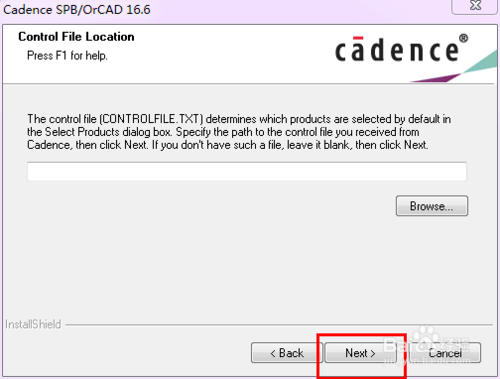 Cadence SPB/OrCAD 16.6
Control File Location
Press F1 for help.
cādence®
The control file (CONTROLFILE.TXT) determines which products are selected by default in
the Select Products dialog box. Specify the path to the control file you received from
Cadence, then click Next. If you don't have such a file, leave it blank, then click Next.
Browse...
InstallShield
< Back
Next >
Cancel